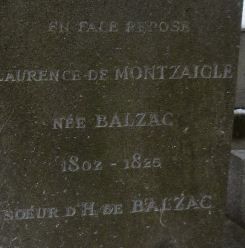 EN FACE REPOSE
LAURENCE DE MONTZAIGLE
NÉE BALZAC
1802 - 1825
SOEUR D'H DE BALZAC